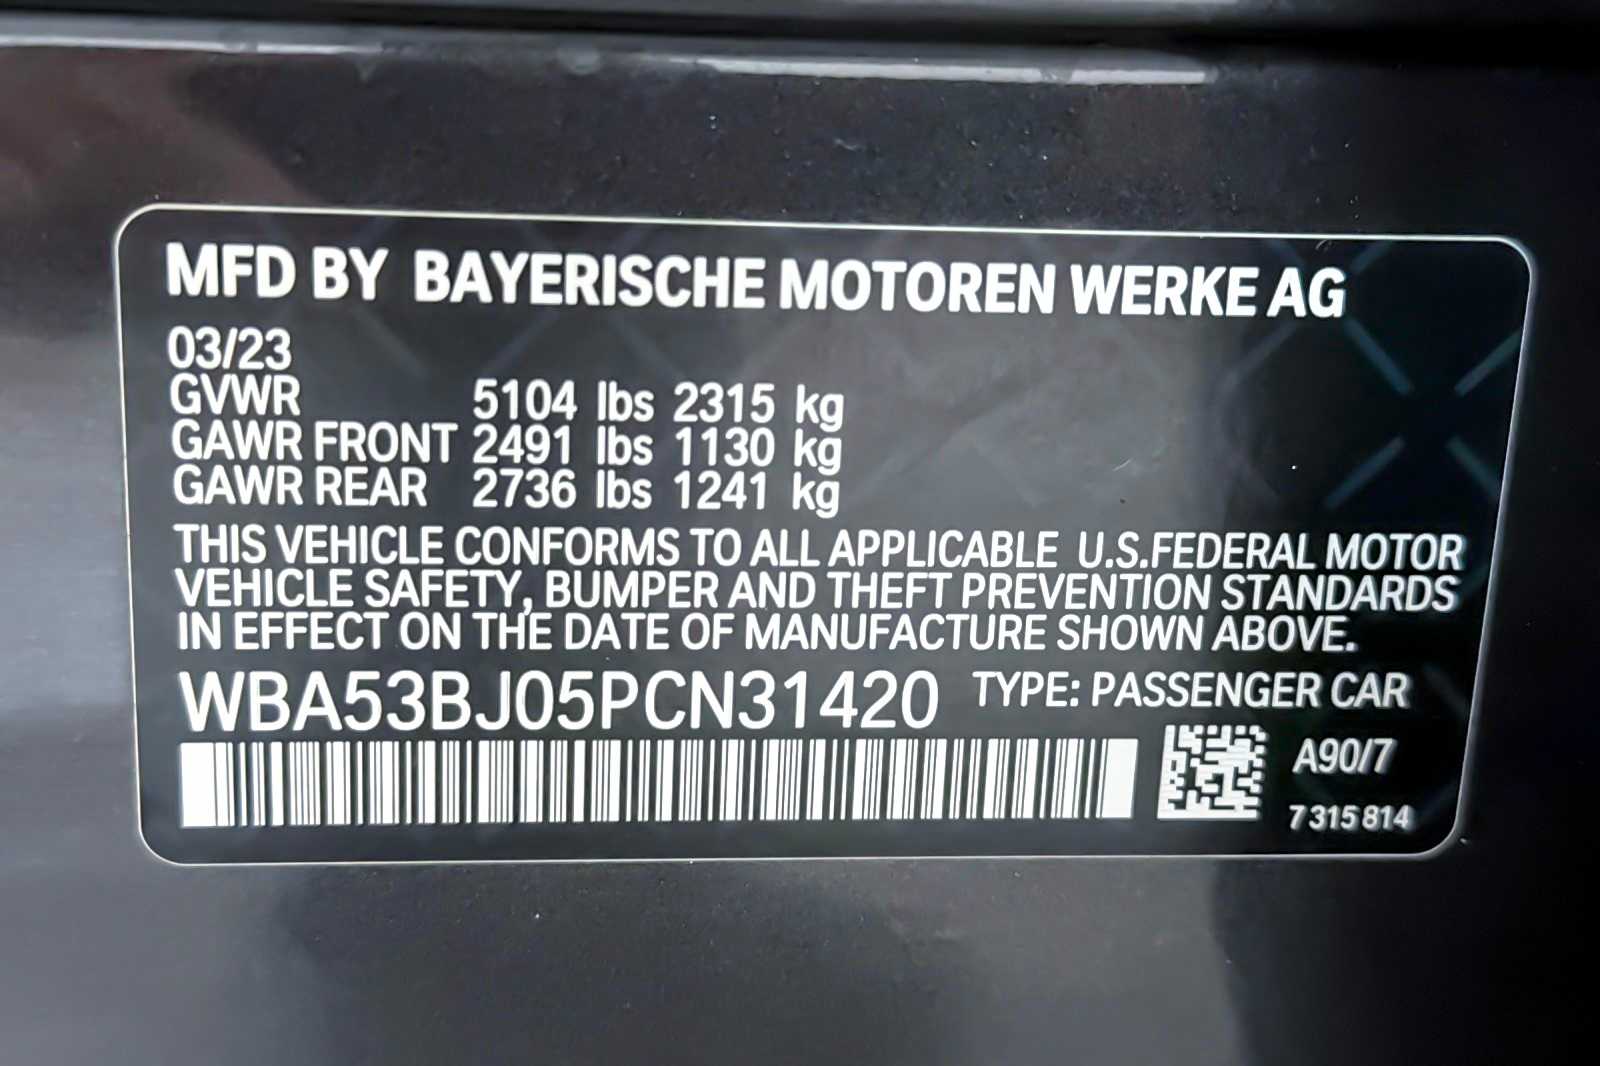 MFD BY BAYERISCHE MOTOREN WERKE AG
03/23
GVWR 5104 lbs 2315 kg
GAWR FRONT 2491 lbs 1130 kg
GAWR REAR 2736 lbs 1241 kg
THIS VEHICLE CONFORMS TO ALL APPLICABLE U.S.FEDERAL MOTOR
VEHICLE SAFETY, BUMPER AND THEFT PREVENTION STANDARDS
IN EFFECT ON THE DATE OF MANUFACTURE SHOWN ABOVE.
WBA53BJ05PCN31420 TYPE: PASSENGER CAR
A90/7
7 315 814